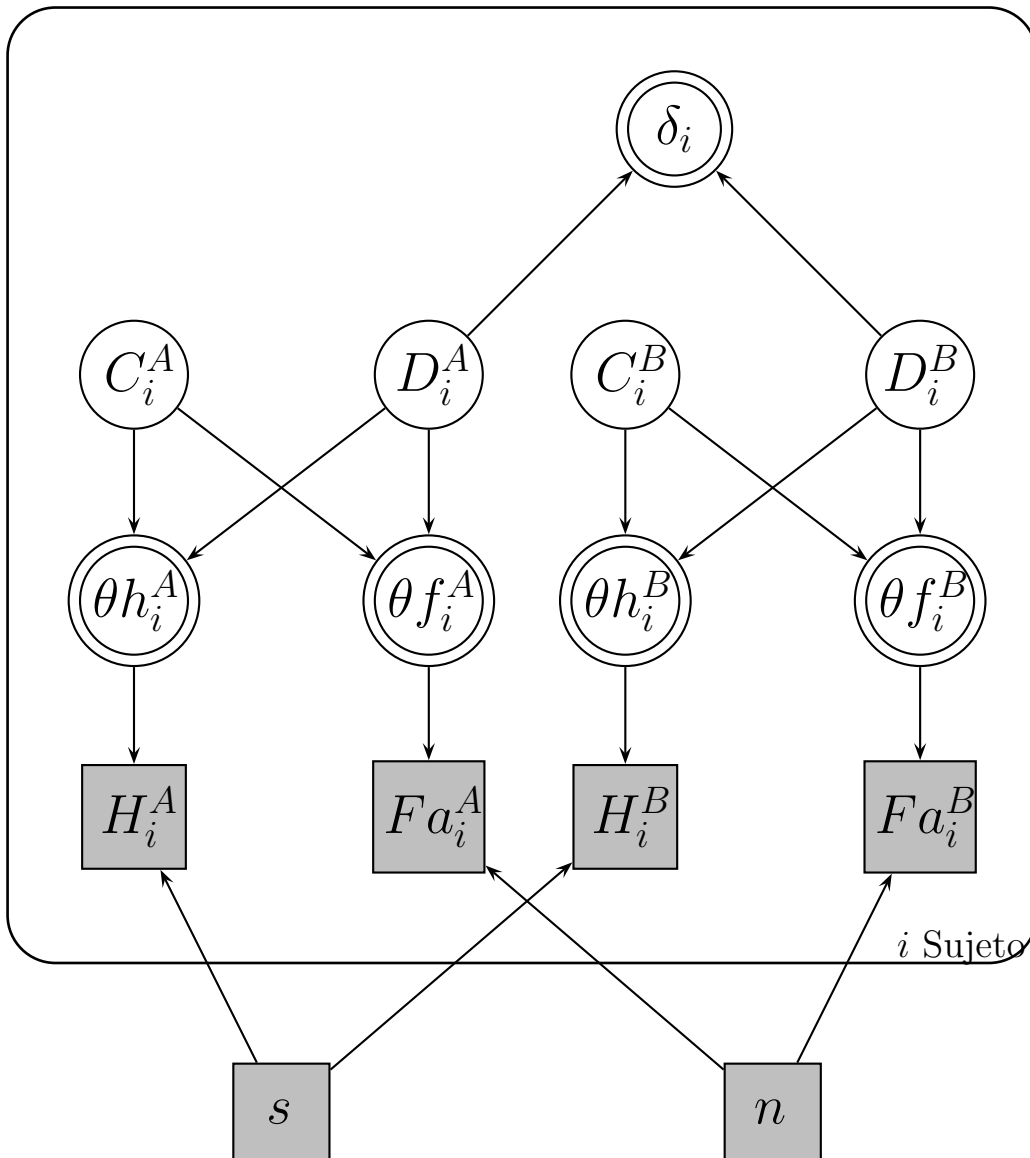 δ_i
C_i^A D_i^A C_i^B D_i^B
θh_i^A θf_i^A θh_i^B θf_i^B
H_i^A Fa_i^A H_i^B Fa_i^B
i Sujeto
s n